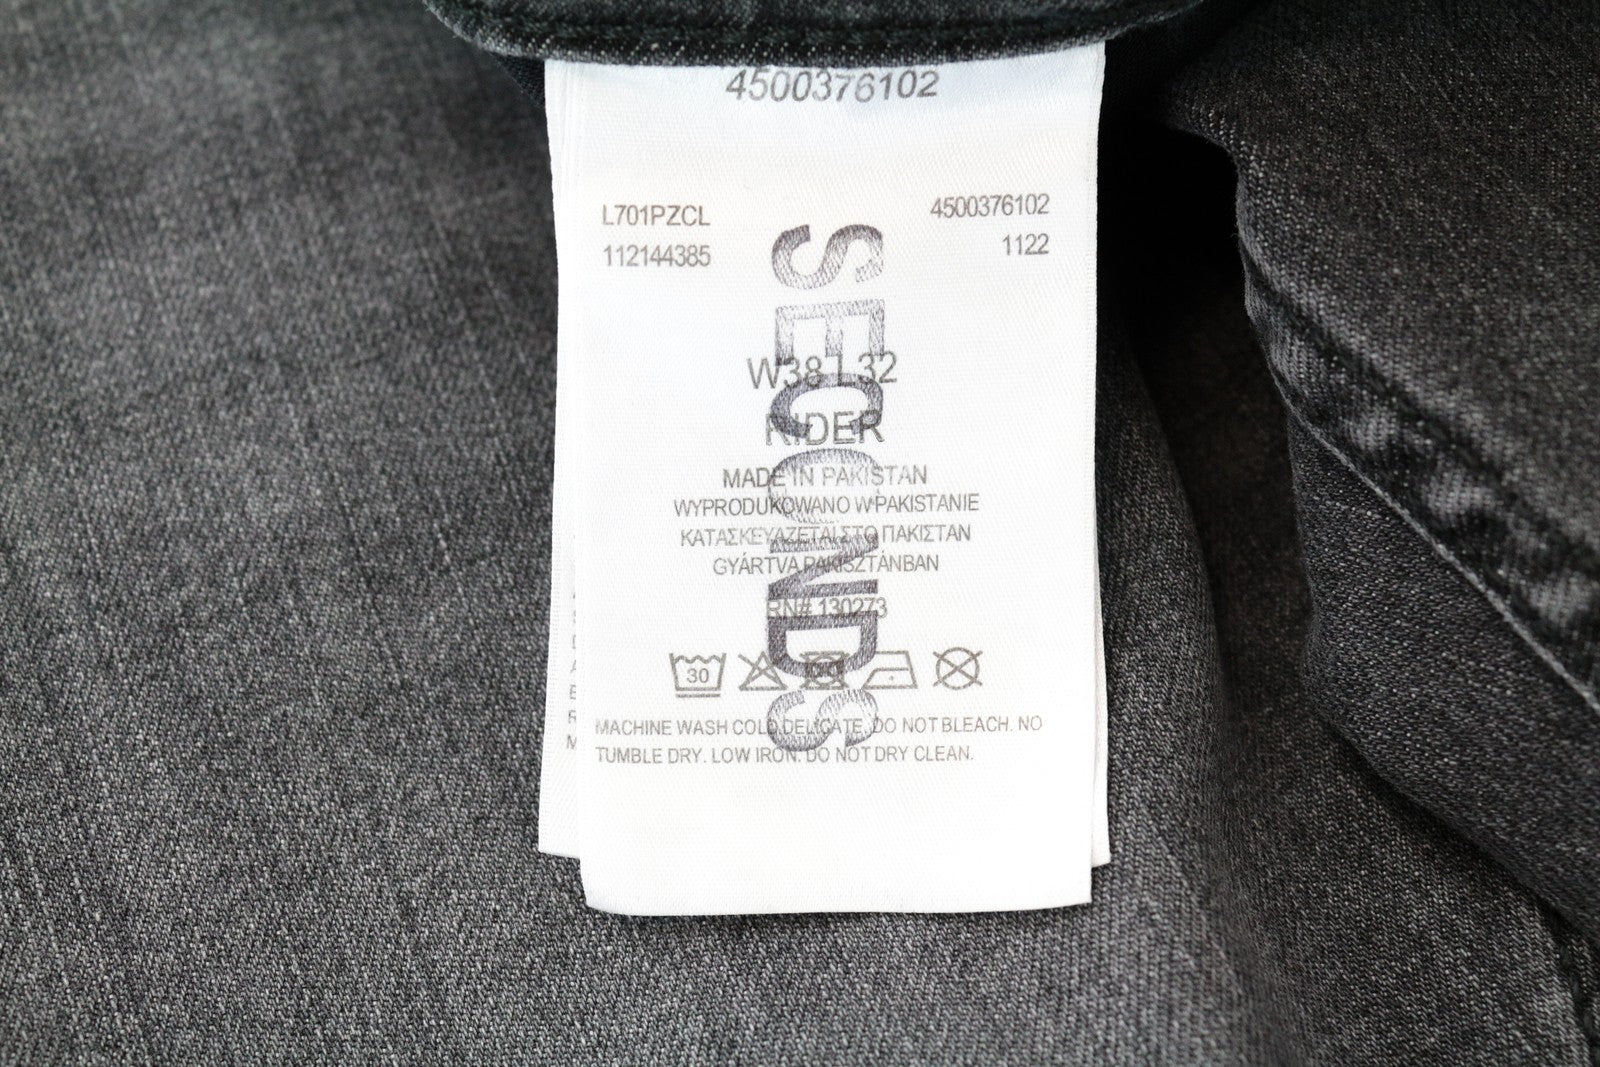 4500376102
L701PZCL 4500376102
112144385 1122
SECONDS
W38 L32
RIDER
MADE IN PAKISTAN
WYPRODUKOWANO W PAKISTANIE
ΚΑΤΑΣΚΕΥΑΖΕΤΑΙ ΣΤΟ ΠΑΚΙΣΤΑΝ
GYÁRTVA PAKISZTÁNBAN
RN# 130273
30
MACHINE WASH COLD DELICATE. DO NOT BLEACH. NO
TUMBLE DRY. LOW IRON. DO NOT DRY CLEAN.